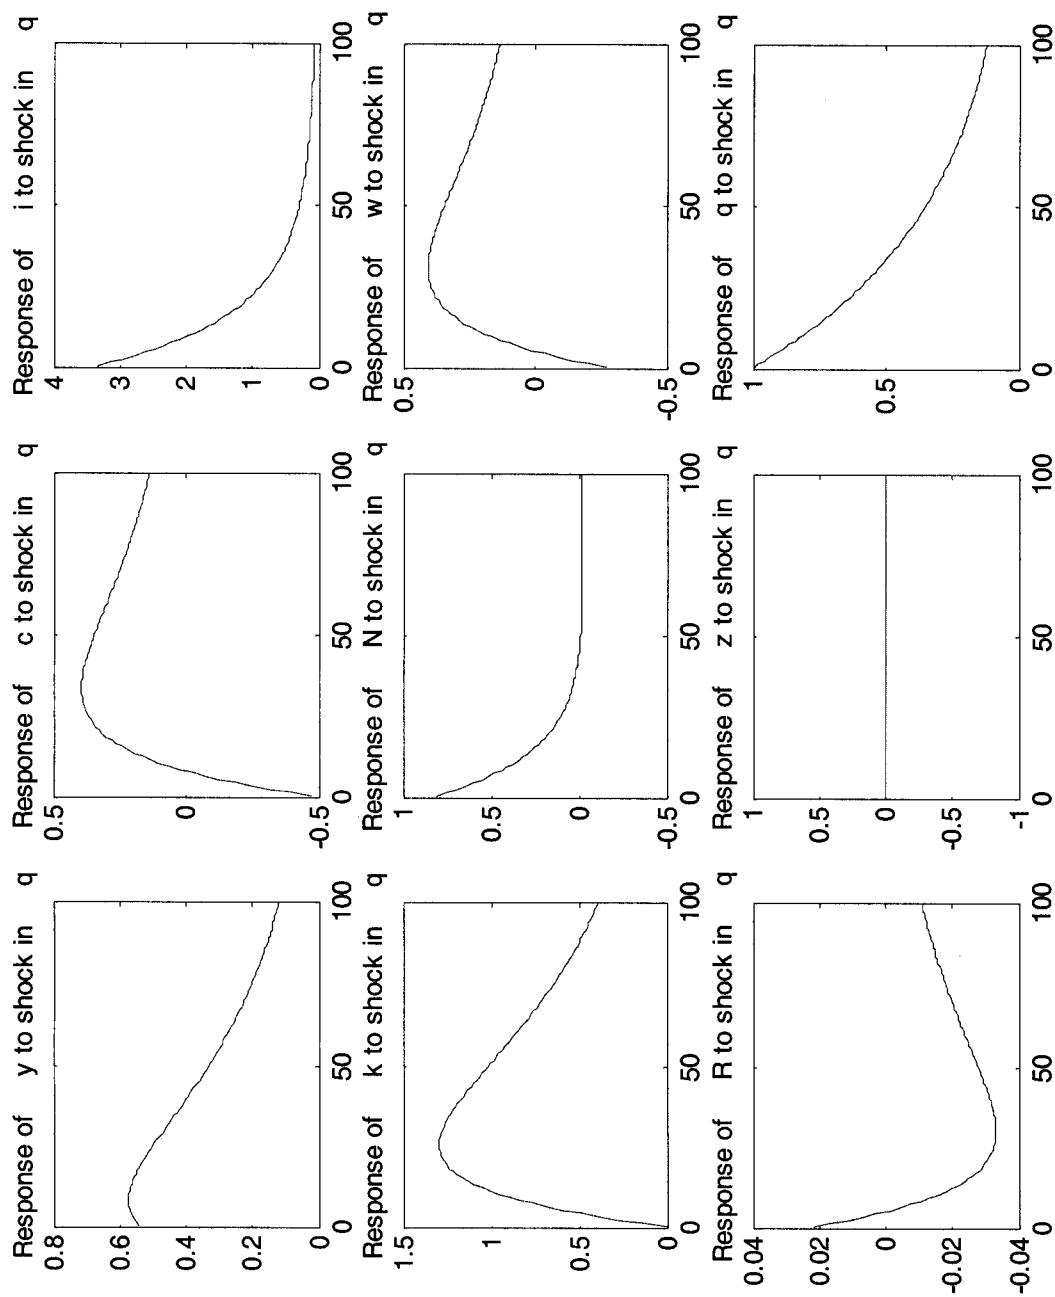 Response of y to shock in q
0.8
0.6
0.4
0.2
0
0 50 100
Response of c to shock in q
0.5
0
-0.5
0 50 100
Response of i to shock in q
4
3
2
1
0
0 50 100
Response of k to shock in q
1.5
1
0.5
0
0 50 100
Response of N to shock in q
1
0.5
0
-0.5
0 50 100
Response of w to shock in q
0.5
0
-0.5
0 50 100
Response of R to shock in q
0.04
0.02
0
-0.02
-0.04
0 50 100
Response of z to shock in q
1
0.5
0
-0.5
-1
0 50 100
Response of q to shock in q
1
0.5
0
0 50 100